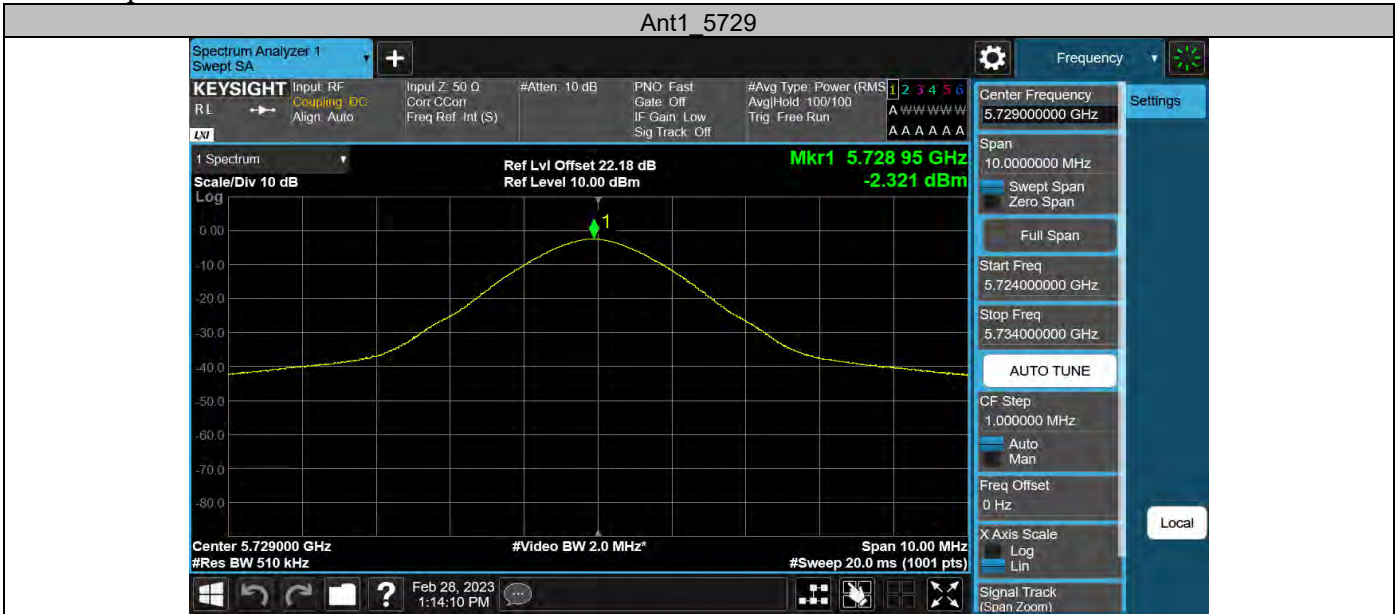 Ant1_5729
Spectrum Analyzer 1
Swept SA
Frequency
KEYSIGHT
RL
LXI
Input: RF
Coupling: DC
Align: Auto
Input Z: 50 Ω
Corr CCorr
Freq Ref: Int (S)
#Atten: 10 dB
PNO: Fast
Gate: Off
IF Gain: Low
Sig Track: Off
#Avg Type: Power (RMS
Avg|Hold: 100/100
Trig: Free Run
1 2 3 4 5 6
A W W W W W
A A A A A A
1 Spectrum
Scale/Div 10 dB
Ref Lvl Offset 22.18 dB
Ref Level 10.00 dBm
Mkr1 5.728 95 GHz
-2.321 dBm
Log
1
0.00
-10.0
-20.0
-30.0
-40.0
-50.0
-60.0
-70.0
-80.0
Center 5.729000 GHz
#Video BW 2.0 MHz*
Span 10.00 MHz
#Res BW 510 kHz
#Sweep 20.0 ms (1001 pts)
Feb 28, 2023
1:14:10 PM
Center Frequency
5.729000000 GHz
Settings
Span
10.0000000 MHz
Swept Span
Zero Span
Full Span
Start Freq
5.724000000 GHz
Stop Freq
5.734000000 GHz
AUTO TUNE
CF Step
1.000000 MHz
Auto
Man
Freq Offset
0 Hz
X Axis Scale
Log
Lin
Local
Signal Track
(Span Zoom)